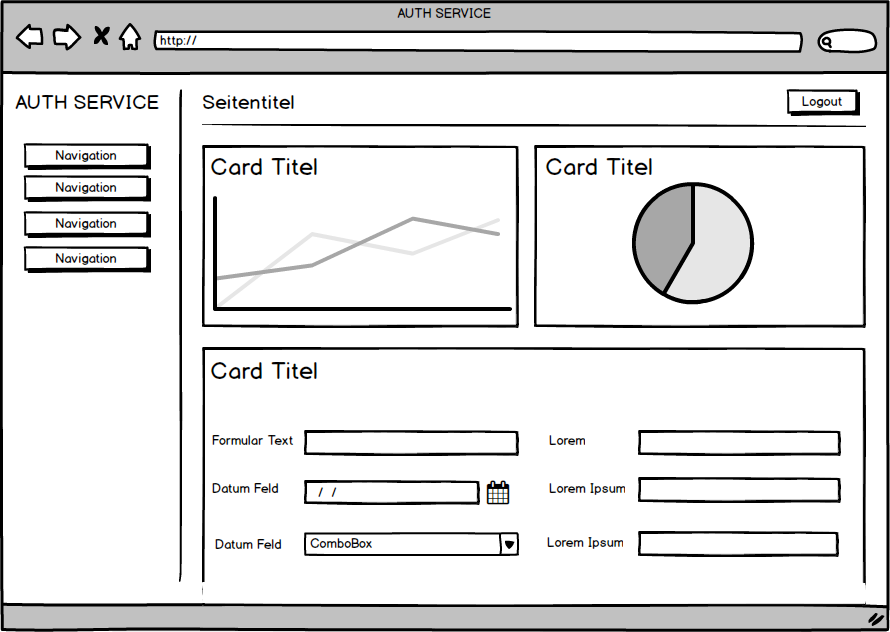 AUTH SERVICE
http://
AUTH SERVICE
Seitentitel
Logout
Navigation
Navigation
Navigation
Navigation
Card Titel
Card Titel
Card Titel
Formular Text
Lorem
Datum Feld
/ /
Lorem Ipsum
Datum Feld
ComboBox
Lorem Ipsum